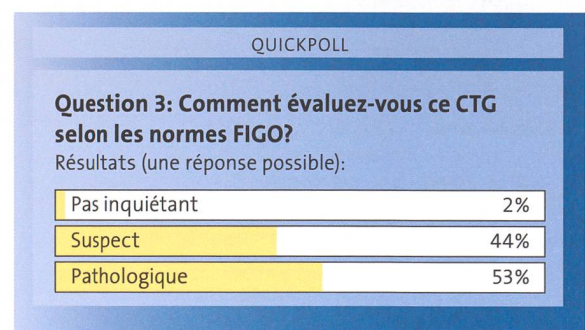 QUICKPOLL
Question 3: Comment évaluez-vous ce CTG
selon les normes FIGO?
Résultats (une réponse possible):
Pas inquiétant 2%
Suspect 44%
Pathologique 53%